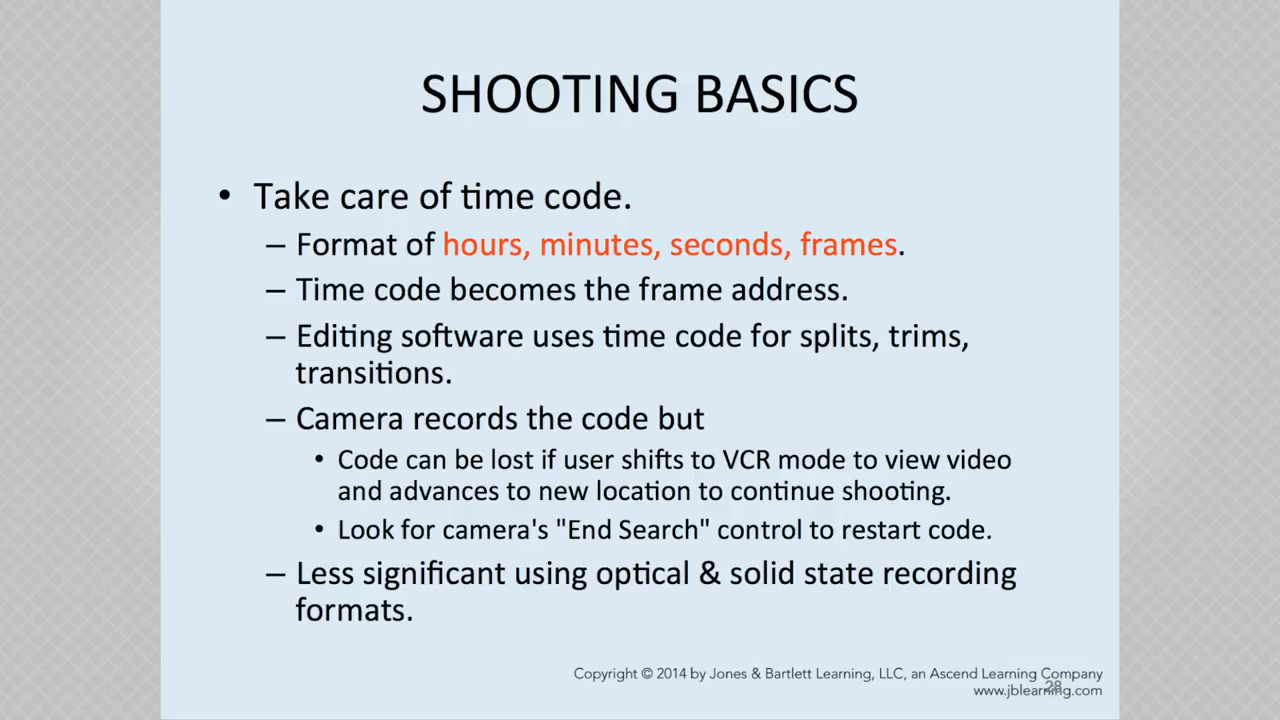 SHOOTING BASICS
• Take care of time code.
– Format of hours, minutes, seconds, frames.
– Time code becomes the frame address.
– Editing software uses time code for splits, trims,
transitions.
– Camera records the code but
• Code can be lost if user shifts to VCR mode to view video
and advances to new location to continue shooting.
• Look for camera's "End Search" control to restart code.
– Less significant using optical & solid state recording
formats.
Copyright © 2014 by Jones & Bartlett Learning, LLC, an Ascend Learning Company
www.jblearning.com
28